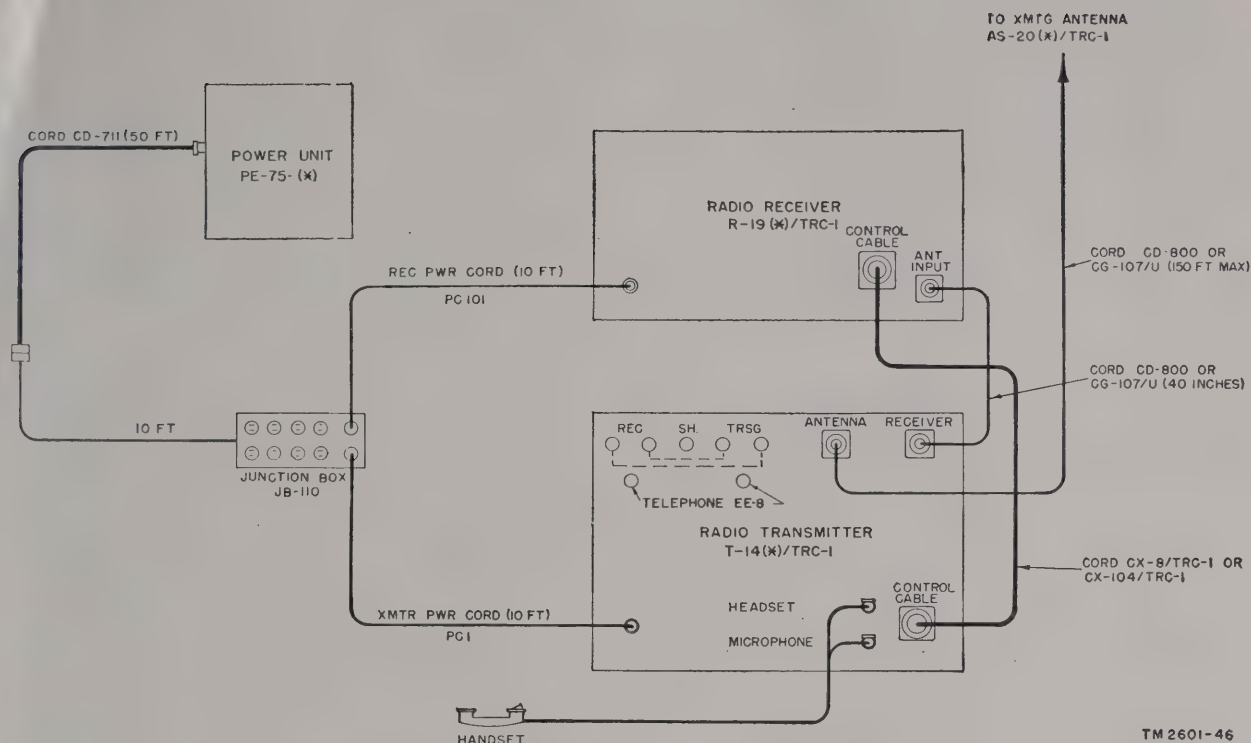 TO XMTG ANTENNA
AS-20(*)/TRC-1
CORD CD-711 (50 FT)
POWER UNIT
PE-75-(*)
RADIO RECEIVER
R-19(*)/TRC-1
CONTROL
CABLE
ANT
INPUT
REC PWR CORD (10 FT)
PC101
CORD CD-800 OR
CG-107/U (150 FT MAX)
CORD CD-800 OR
CG-107/U (40 INCHES)
10 FT
JUNCTION BOX
JB-110
REC SH. TRSG
ANTENNA RECEIVER
TELEPHONE EE-8
RADIO TRANSMITTER
T-14(*)/TRC-1
CORD CX-8/TRC-1 OR
CX-104/TRC-1
XMTR PWR CORD (10 FT)
PC1
HEADSET
MICROPHONE
CONTROL
CABLE
HANDSET
TM 2601-46